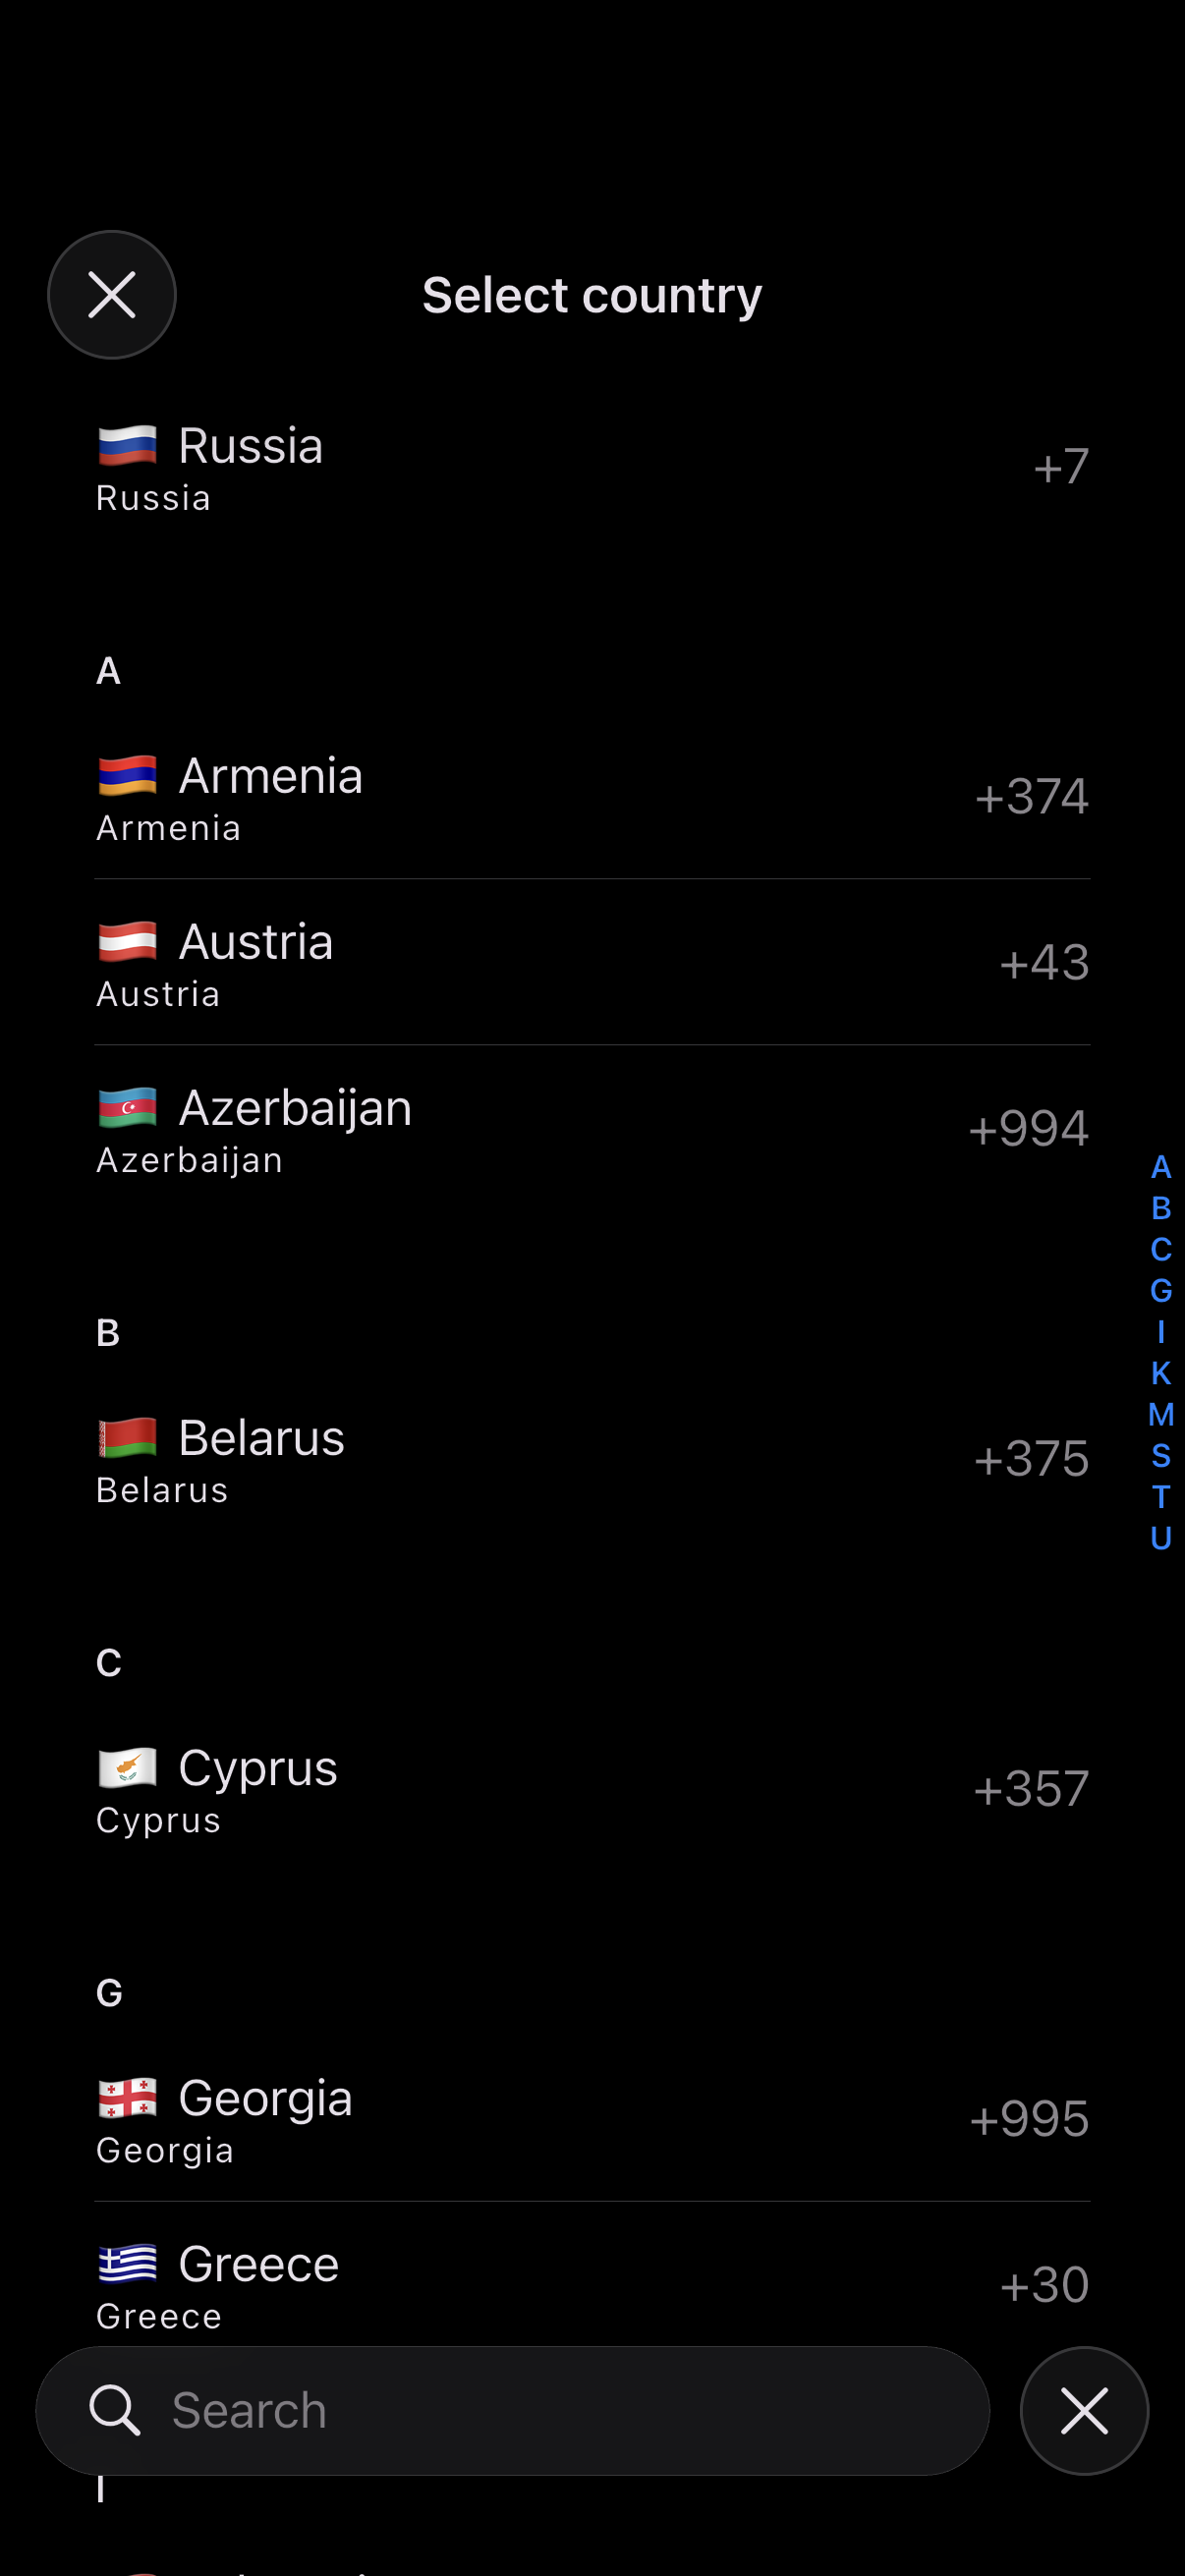 Select country
Russia
+7
Russia
A
Armenia
+374
Armenia
Austria
+43
Austria
Azerbaijan
+994
Azerbaijan
A
B
C
G
I
K
M
S
T
U
B
Belarus
+375
Belarus
C
Cyprus
+357
Cyprus
G
Georgia
+995
Georgia
Greece
+30
Greece
Search
I